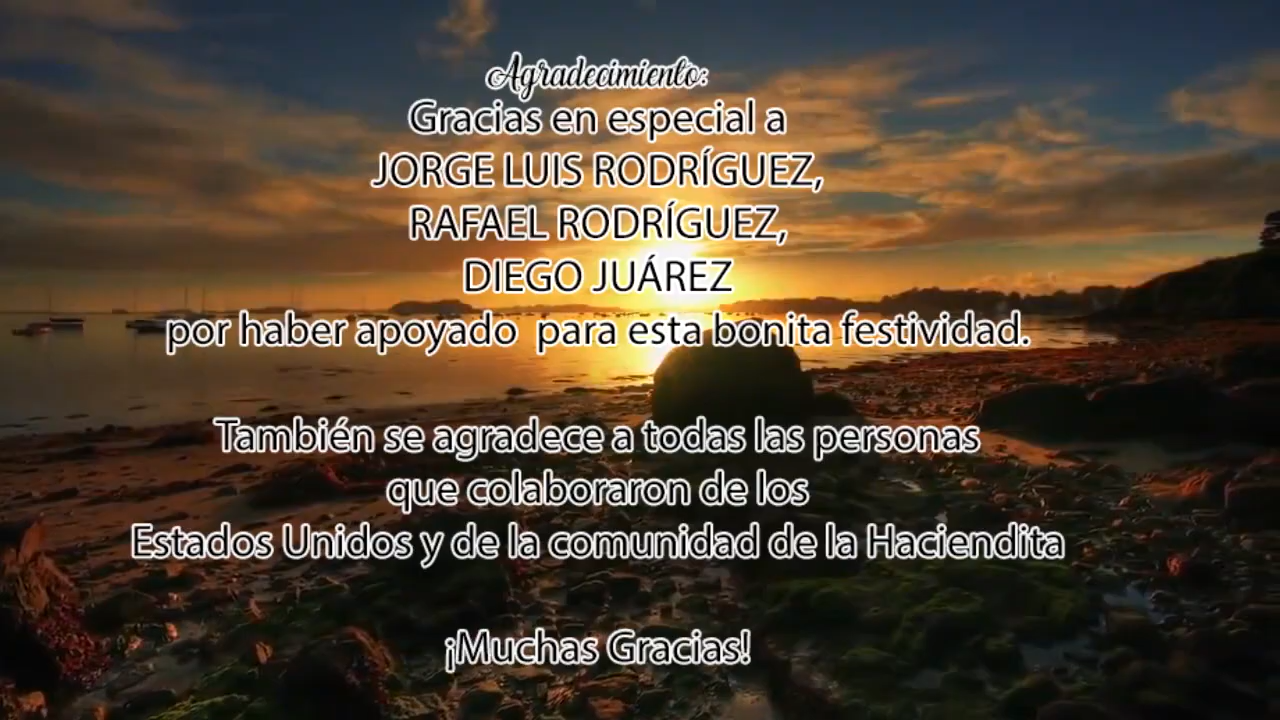 Agradecimiento:
Gracias en especial a
JORGE LUIS RODRÍGUEZ,
RAFAEL RODRÍGUEZ,
DIEGO JUÁREZ
por haber apoyado  para esta bonita festividad.
También se agradece a todas las personas
que colaboraron de los
Estados Unidos y de la comunidad de la Haciendita
¡Muchas Gracias!